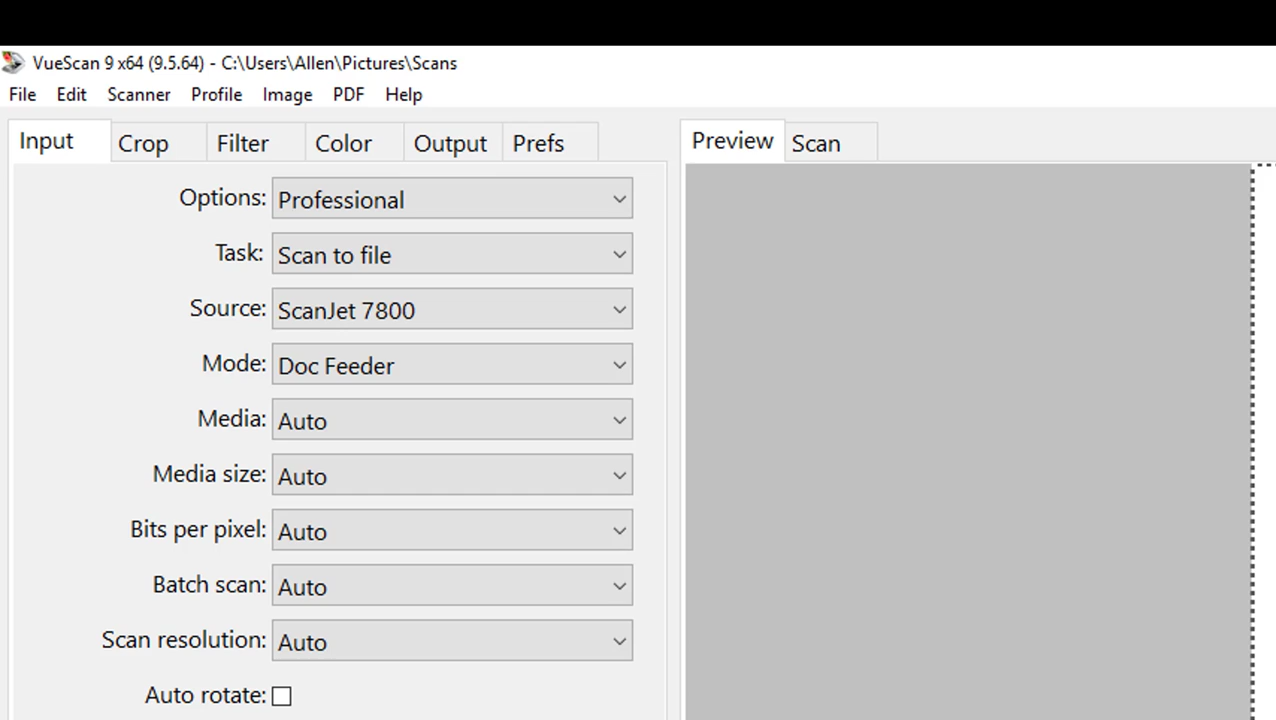 VueScan 9 x64 (9.5.64) - C:\Users\Allen\Pictures\Scans
File Edit Scanner Profile Image PDF Help
Input Crop Filter Color Output Prefs Preview Scan
Options: Professional
Task: Scan to file
Source: ScanJet 7800
Mode: Doc Feeder
Media: Auto
Media size: Auto
Bits per pixel: Auto
Batch scan: Auto
Scan resolution: Auto
Auto rotate: